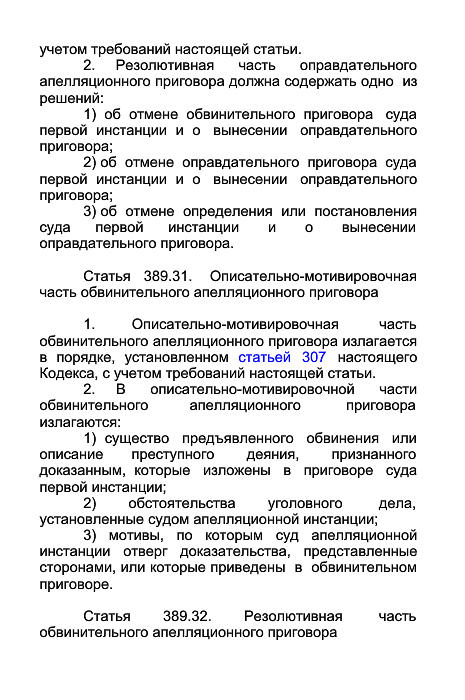 учетом требований настоящей статьи.
2. Резолютивная часть оправдательного
апелляционного приговора должна содержать одно из
решений:
1) об отмене обвинительного приговора суда
первой инстанции и о вынесении оправдательного
приговора;
2) об отмене оправдательного приговора суда
первой инстанции и о вынесении оправдательного
приговора;
3) об отмене определения или постановления
суда первой инстанции и о вынесении
оправдательного приговора.
Статья 389.31. Описательно-мотивировочная
часть обвинительного апелляционного приговора
1. Описательно-мотивировочная часть
обвинительного апелляционного приговора излагается
в порядке, установленном статьей 307 настоящего
Кодекса, с учетом требований настоящей статьи.
2. В описательно-мотивировочной части
обвинительного апелляционного приговора
излагаются:
1) существо предъявленного обвинения или
описание преступного деяния, признанного
доказанным, которые изложены в приговоре суда
первой инстанции;
2) обстоятельства уголовного дела,
установленные судом апелляционной инстанции;
3) мотивы, по которым суд апелляционной
инстанции отверг доказательства, представленные
сторонами, или которые приведены в обвинительном
приговоре.
Статья 389.32. Резолютивная часть
обвинительного апелляционного приговора